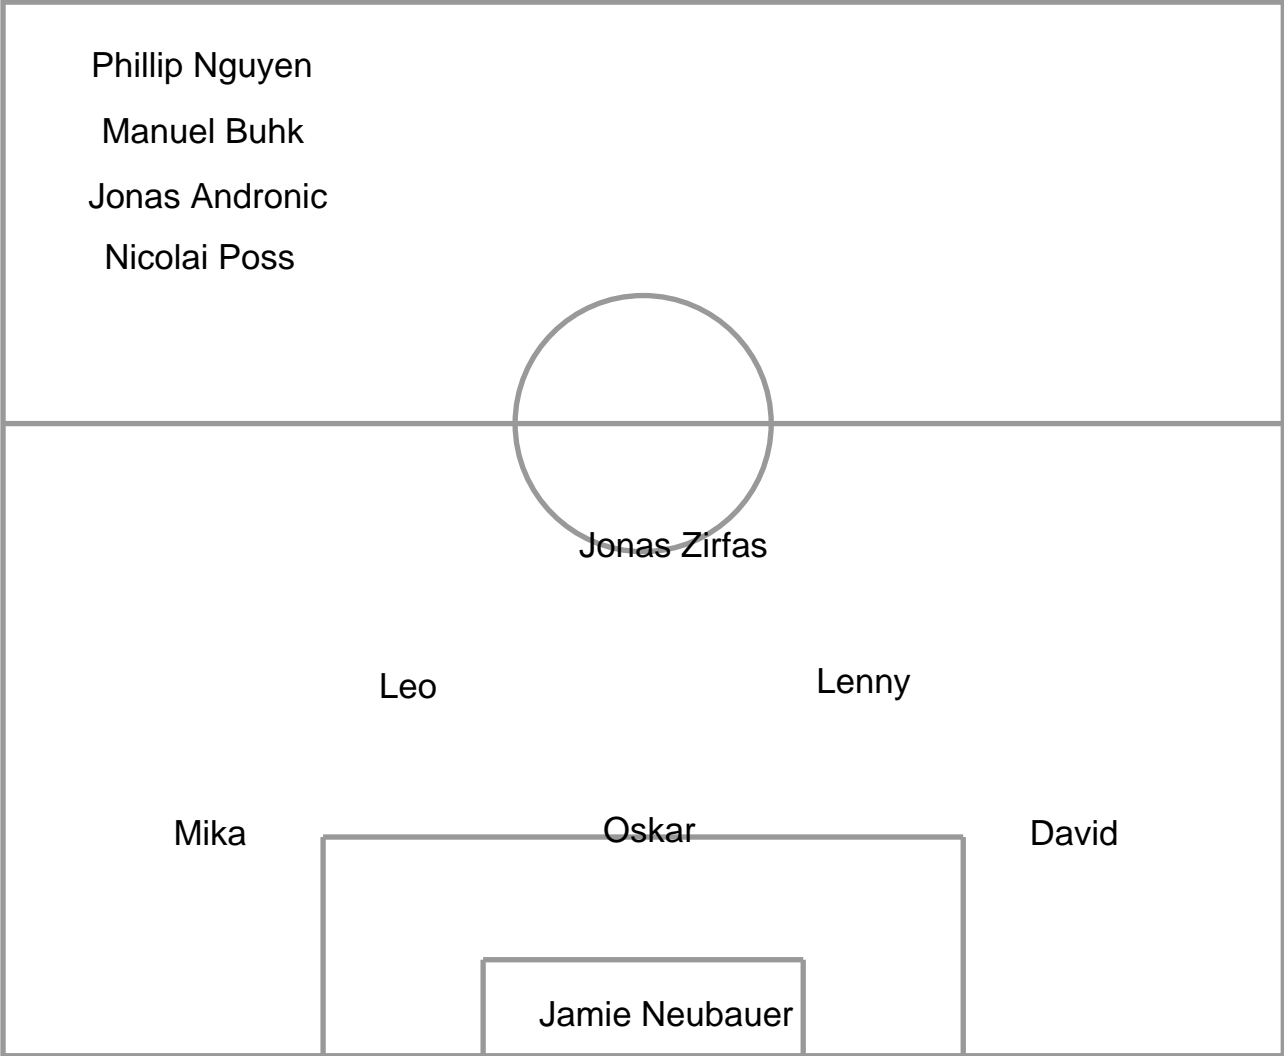 Phillip Nguyen
Manuel Buhk
Jonas Andronic
Nicolai Poss
Jonas Zirfas
Leo Lenny
Mika Oskar David
Jamie Neubauer